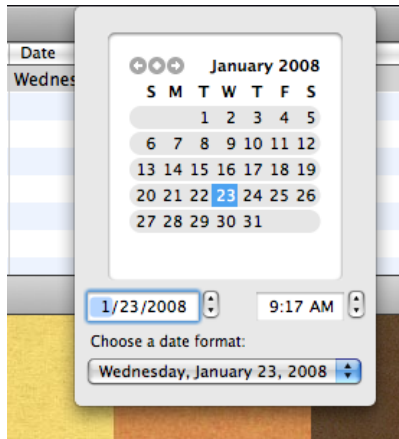 Date
Wednes
January 2008
S M T W T F S
1 2 3 4 5
6 7 8 9 10 11 12
13 14 15 16 17 18 19
20 21 22 23 24 25 26
27 28 29 30 31
1/23/2008 9:17 AM
Choose a date format:
Wednesday, January 23, 2008